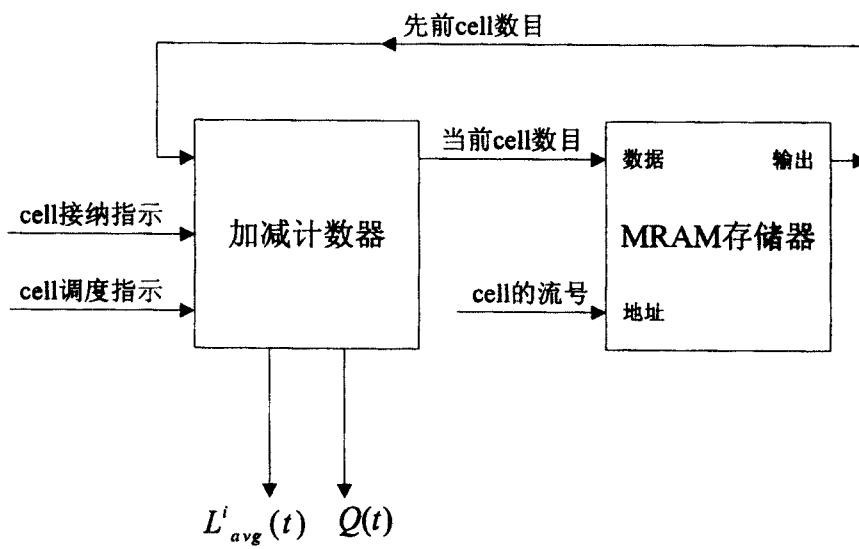 先前cell数目
当前cell数目
数据
输出
cell接纳指示
加减计数器
MRAM存储器
cell调度指示
cell的流号
地址
L^i_{avg}(t)
Q(t)